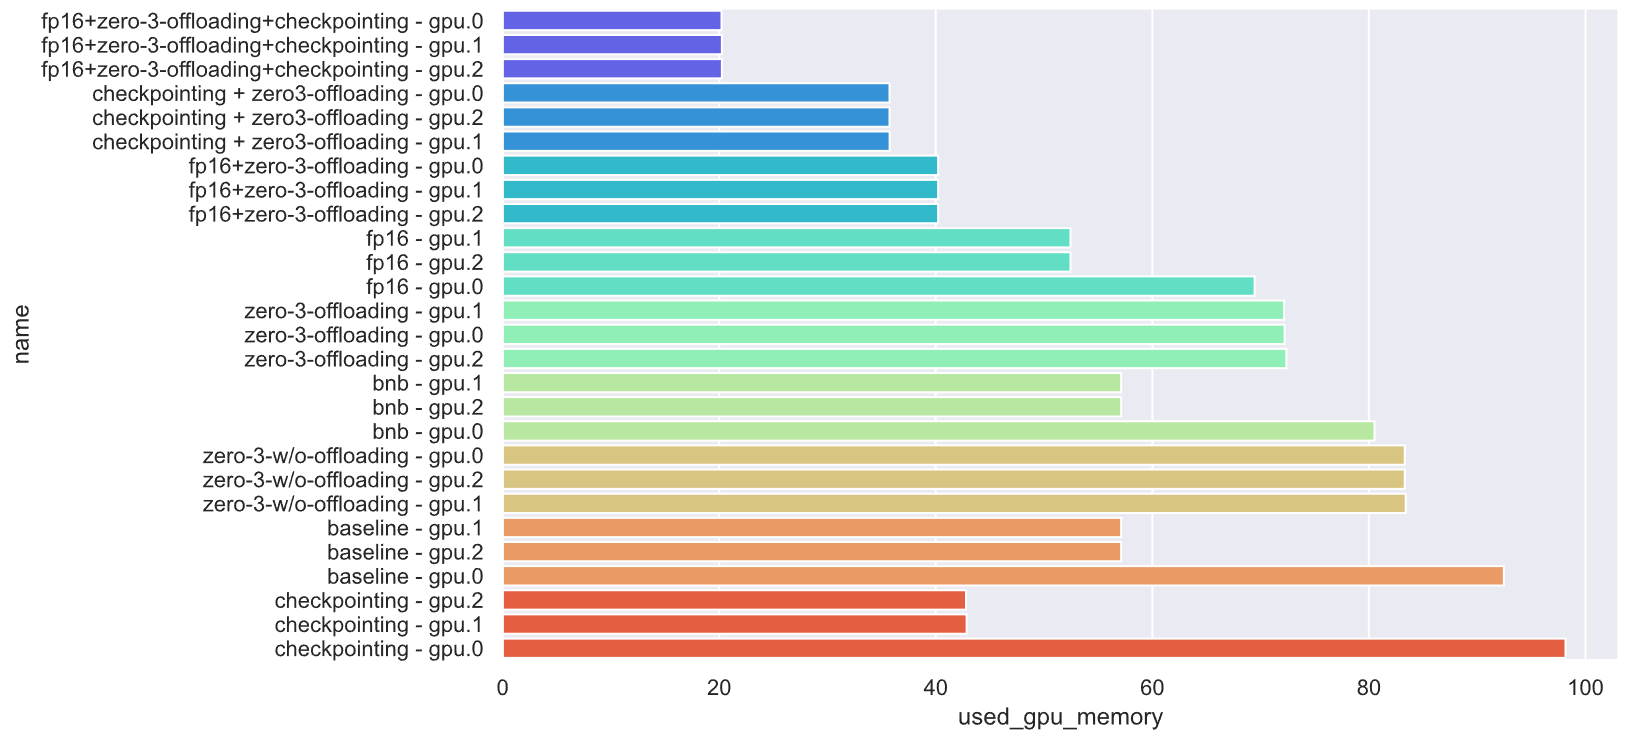 fp16+zero-3-offloading+checkpointing - gpu.0
fp16+zero-3-offloading+checkpointing - gpu.1
fp16+zero-3-offloading+checkpointing - gpu.2
checkpointing + zero3-offloading - gpu.0
checkpointing + zero3-offloading - gpu.2
checkpointing + zero3-offloading - gpu.1
fp16+zero-3-offloading - gpu.0
fp16+zero-3-offloading - gpu.1
fp16+zero-3-offloading - gpu.2
fp16 - gpu.1
fp16 - gpu.2
fp16 - gpu.0
zero-3-offloading - gpu.1
zero-3-offloading - gpu.0
zero-3-offloading - gpu.2
bnb - gpu.1
bnb - gpu.2
bnb - gpu.0
zero-3-w/o-offloading - gpu.0
zero-3-w/o-offloading - gpu.2
zero-3-w/o-offloading - gpu.1
baseline - gpu.1
baseline - gpu.2
baseline - gpu.0
checkpointing - gpu.2
checkpointing - gpu.1
checkpointing - gpu.0
name
0 20 40 60 80 100
used_gpu_memory